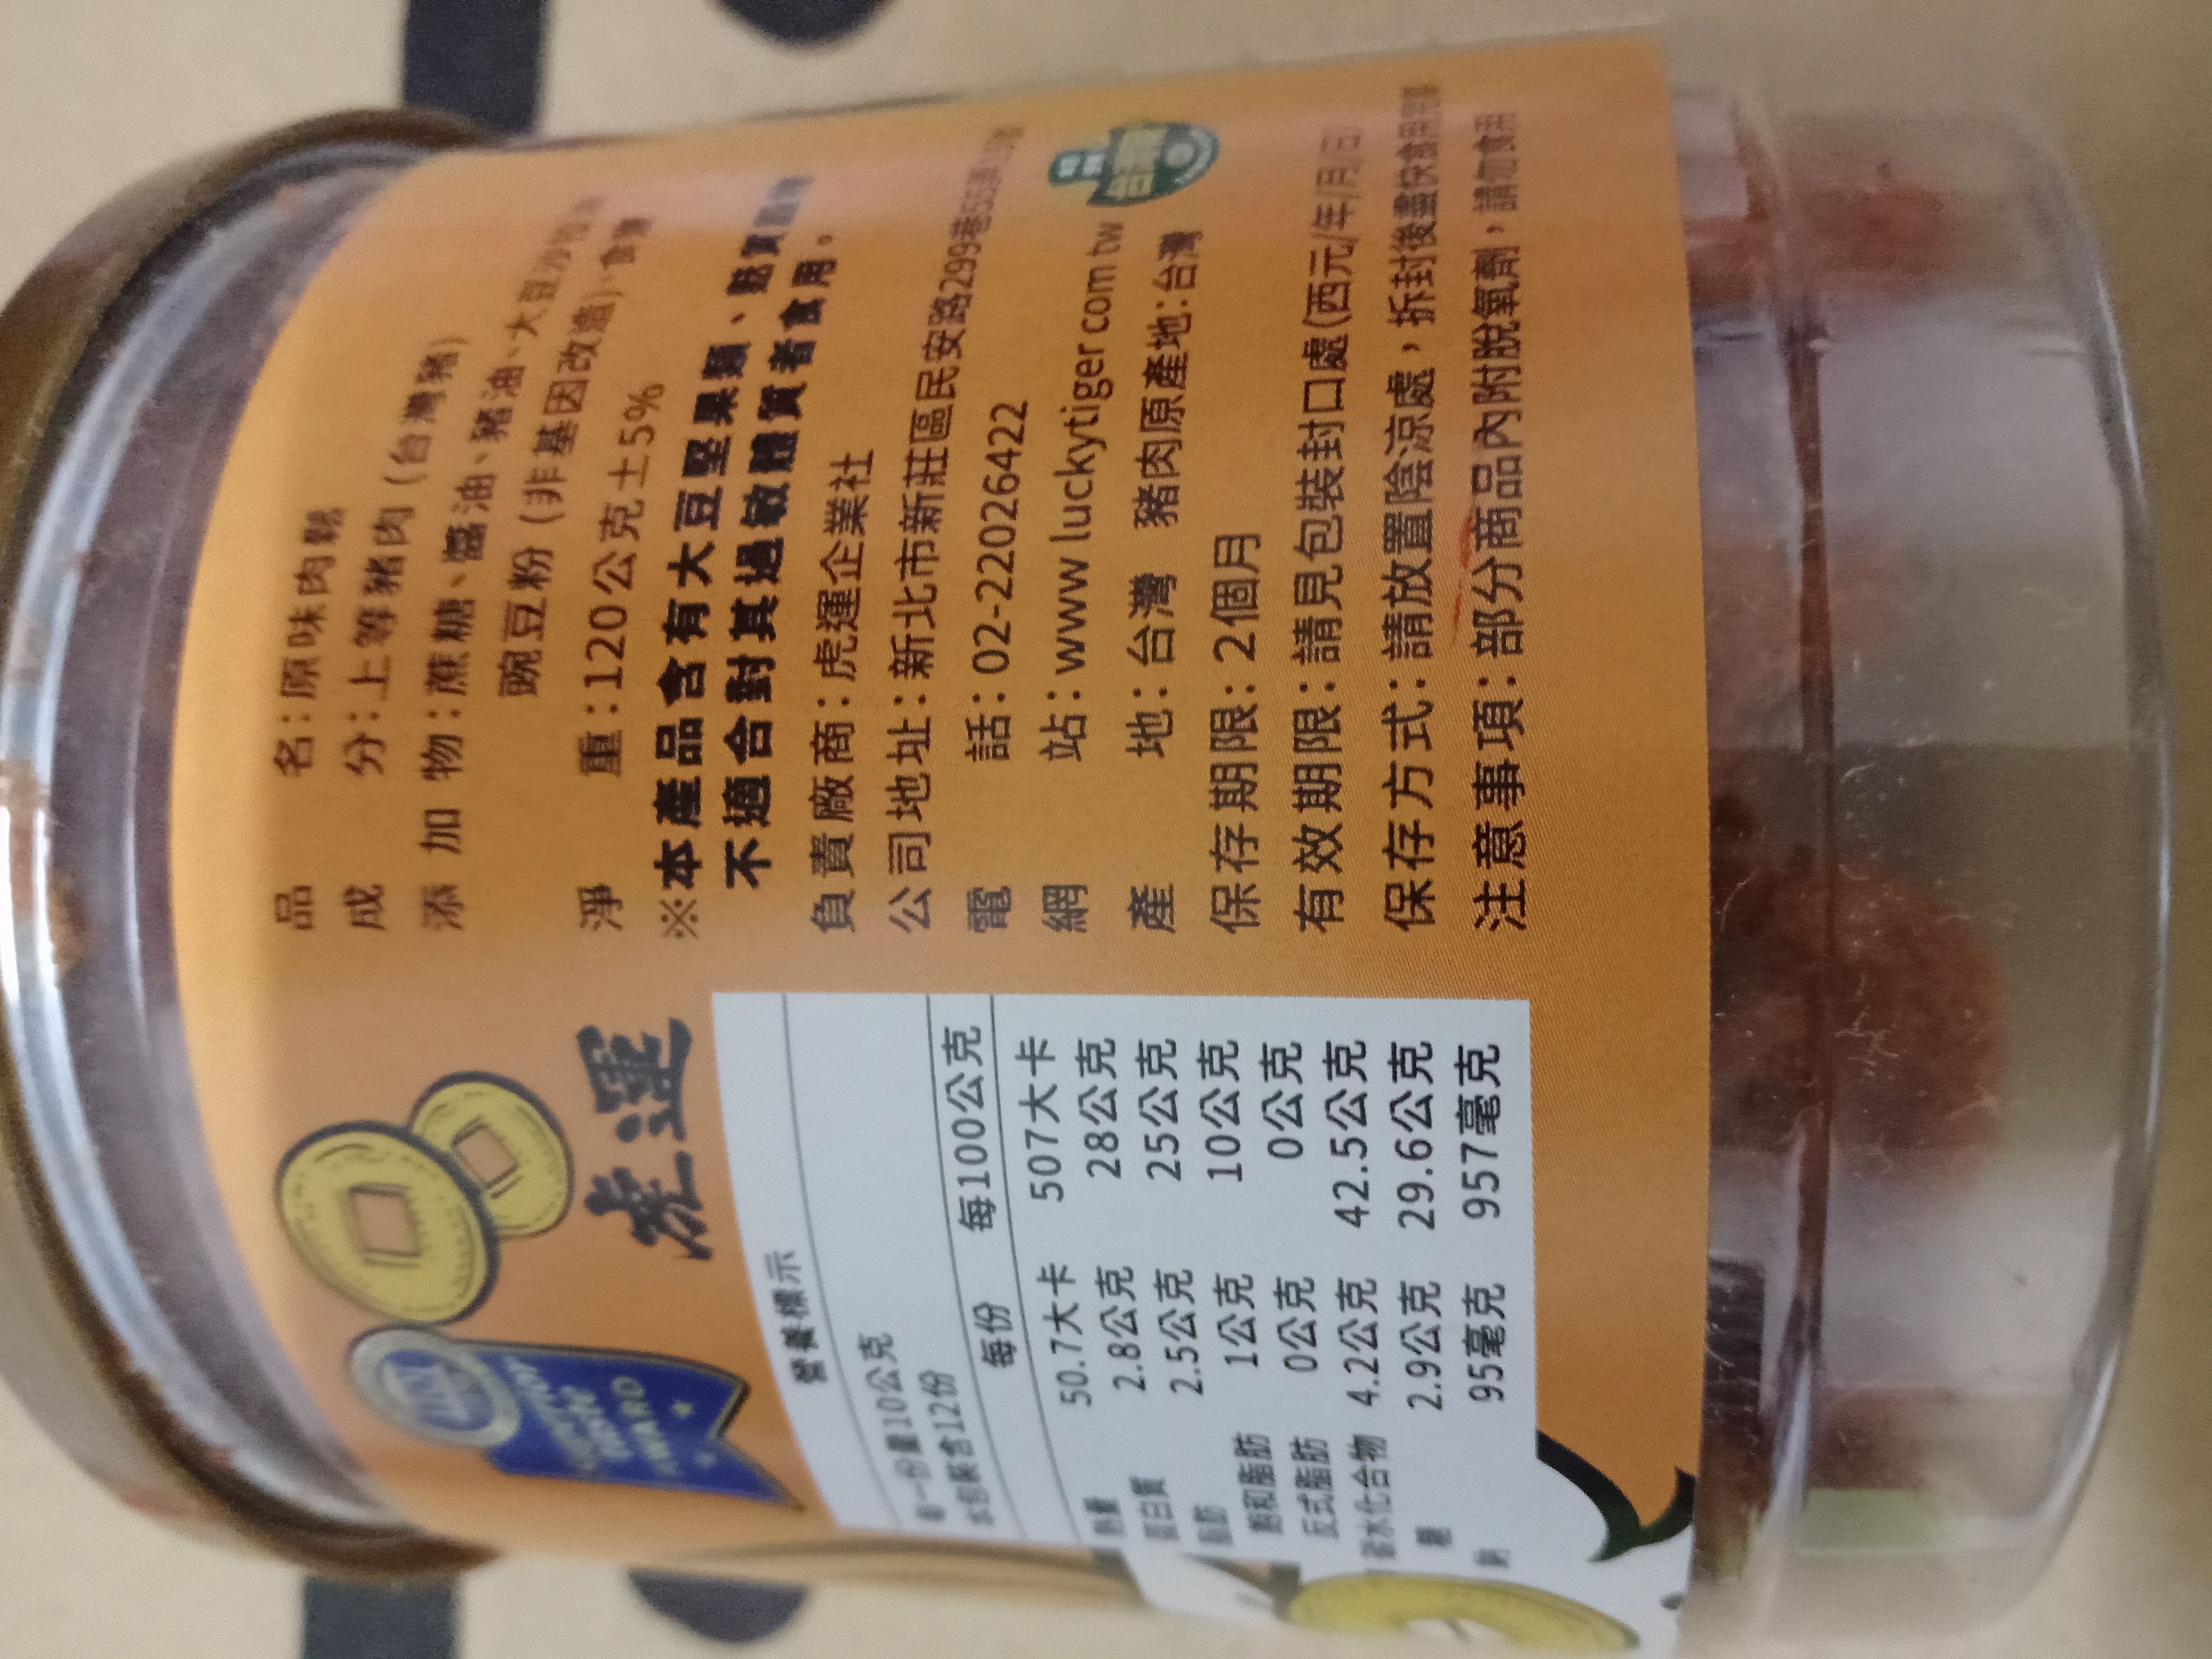 品名：原味肉鬆
成分：上等豬肉（台灣豬）
添加物：蔗糖、醬油、豬油、大豆沙拉油
豌豆粉（非基因改造）、食鹽
淨重：120公克±5%
※本產品含有大豆堅果類、麩質
不適合對其過敏體質者食用。
負責廠商：虎運企業社
公司地址：新北市新莊區民安路299巷55弄
電話：02-22026422
網站：www luckytiger com tw
產地：台灣 豬肉原產地：台灣
保存期限：2個月
有效期限：請見包裝封口處(西元/年/月/日)
保存方式：請放置陰涼處，拆封後盡快食用完畢
注意事項：部分商品內附脫氧劑，請勿食用
台灣豬
虎運
AWARD
營養標示
每一份量10公克
本包裝含12份
每份 每100公克
熱量 50.7大卡 507大卡
蛋白質 2.8公克 28公克
脂肪 2.5公克 25公克
飽和脂肪 1公克 10公克
反式脂肪 0公克 0公克
碳水化合物 4.2公克 42.5公克
糖 2.9公克 29.6公克
鈉 95毫克 957毫克